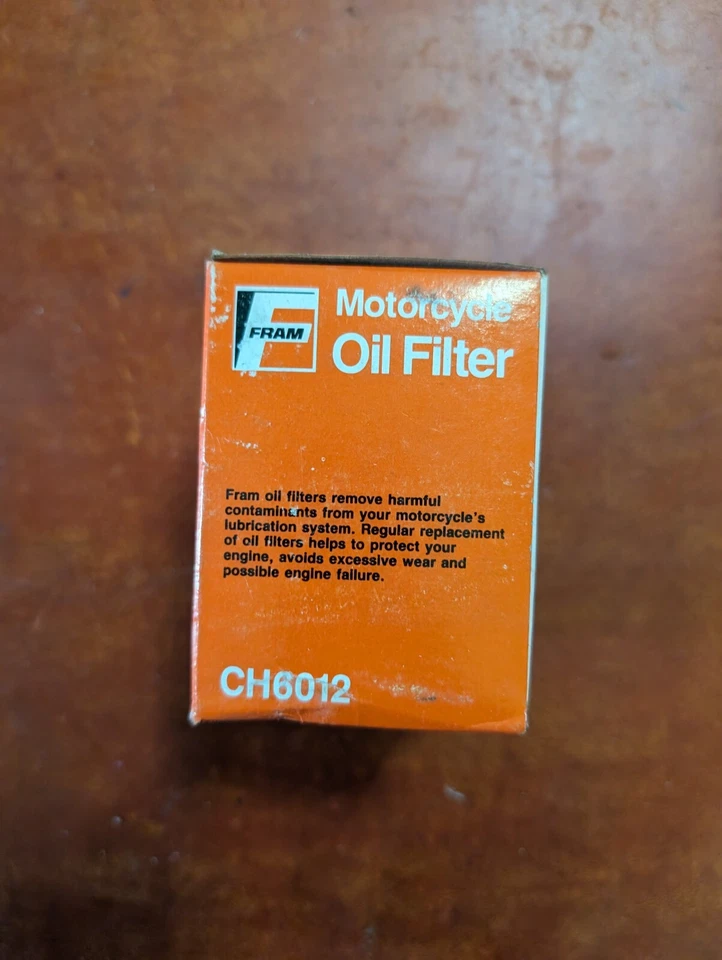 FRAM
Motorcycle
Oil Filter
Fram oil filters remove harmful
contaminants from your motorcycle's
lubrication system. Regular replacement
of oil filters helps to protect your
engine, avoids excessive wear and
possible engine failure.
CH6012